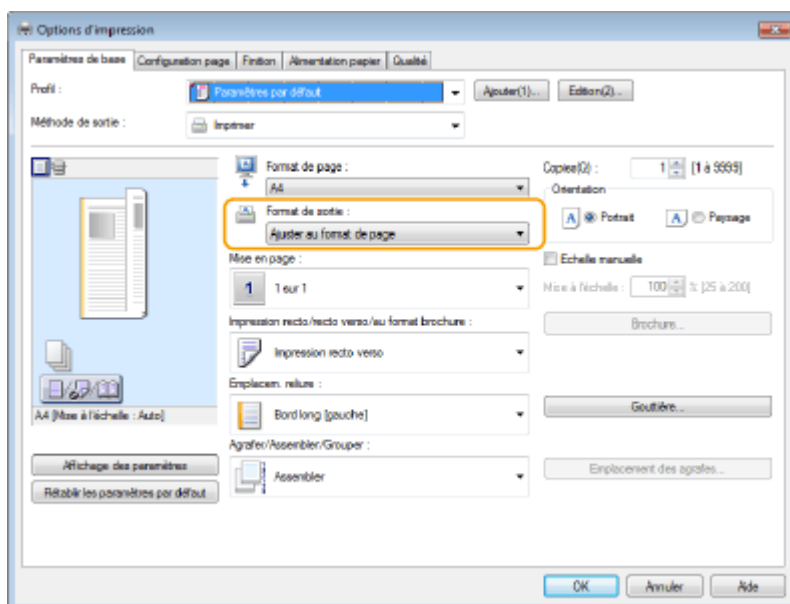 Options d'impression
Paramètres de base Configuration page Finition Alimentation papier Qualité
Profil : Paramètres par défaut Ajouter(1)... Edition(2)...
Méthode de sortie : Imprimer
Format de page : Copies(Q) : 1 [1 à 9999]
A4 Orientation
Format de sortie : A Portrait A Paysage
Ajuster au format de page
Mise en page : Echelle manuelle
1 1 sur 1 Mise à l'échelle : 100 % [25 à 200]
Impression recto/recto verso/au format brochure : Brochure...
Impression recto verso
Emplacem. reliure :
A4 [Mise à l'échelle : Auto] Bord long [gauche] Gouttière...
Agrafer/Assembler/Grouper :
Affichage des paramètres Assembler Emplacement des agrafes...
Rétablir les paramètres par défaut
OK Annuler Aide